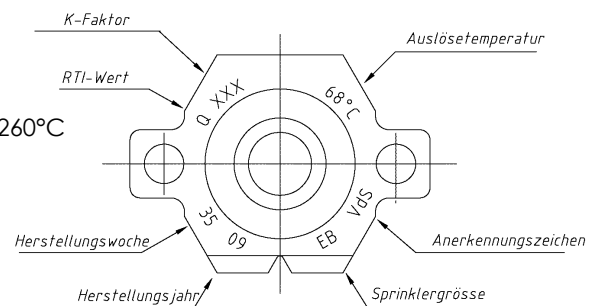 K-Faktor
Auslösetemperatur
RTI-Wert
260°C
Q XXX
68°C
35
09
EB
VdS
Herstellungswoche
Anerkennungszeichen
Herstellungsjahr
Sprinklergrösse